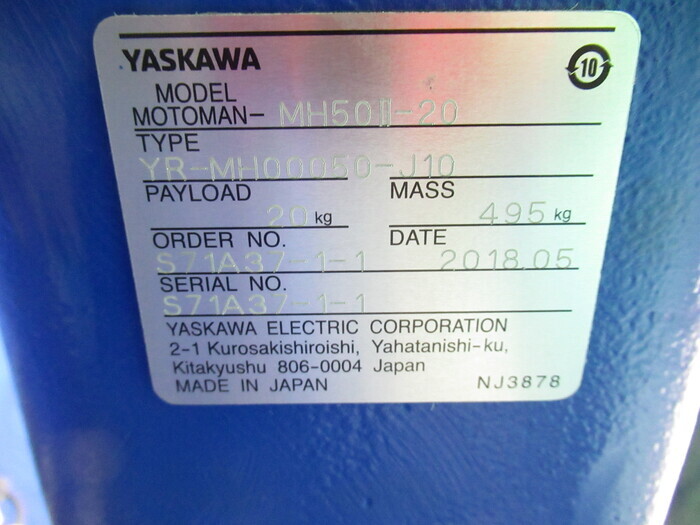 YASKAWA
10
MODEL
MOTOMAN- MH50Ⅱ-20
TYPE
YR-MH00050-J10
PAYLOAD 20 kg MASS 495 kg
ORDER NO. S71A37-1-1 DATE 2018.05
SERIAL NO.
S71A37-1-1
YASKAWA ELECTRIC CORPORATION
2-1 Kurosakishiroishi, Yahatanishi-ku,
Kitakyushu 806-0004 Japan
MADE IN JAPAN NJ3878